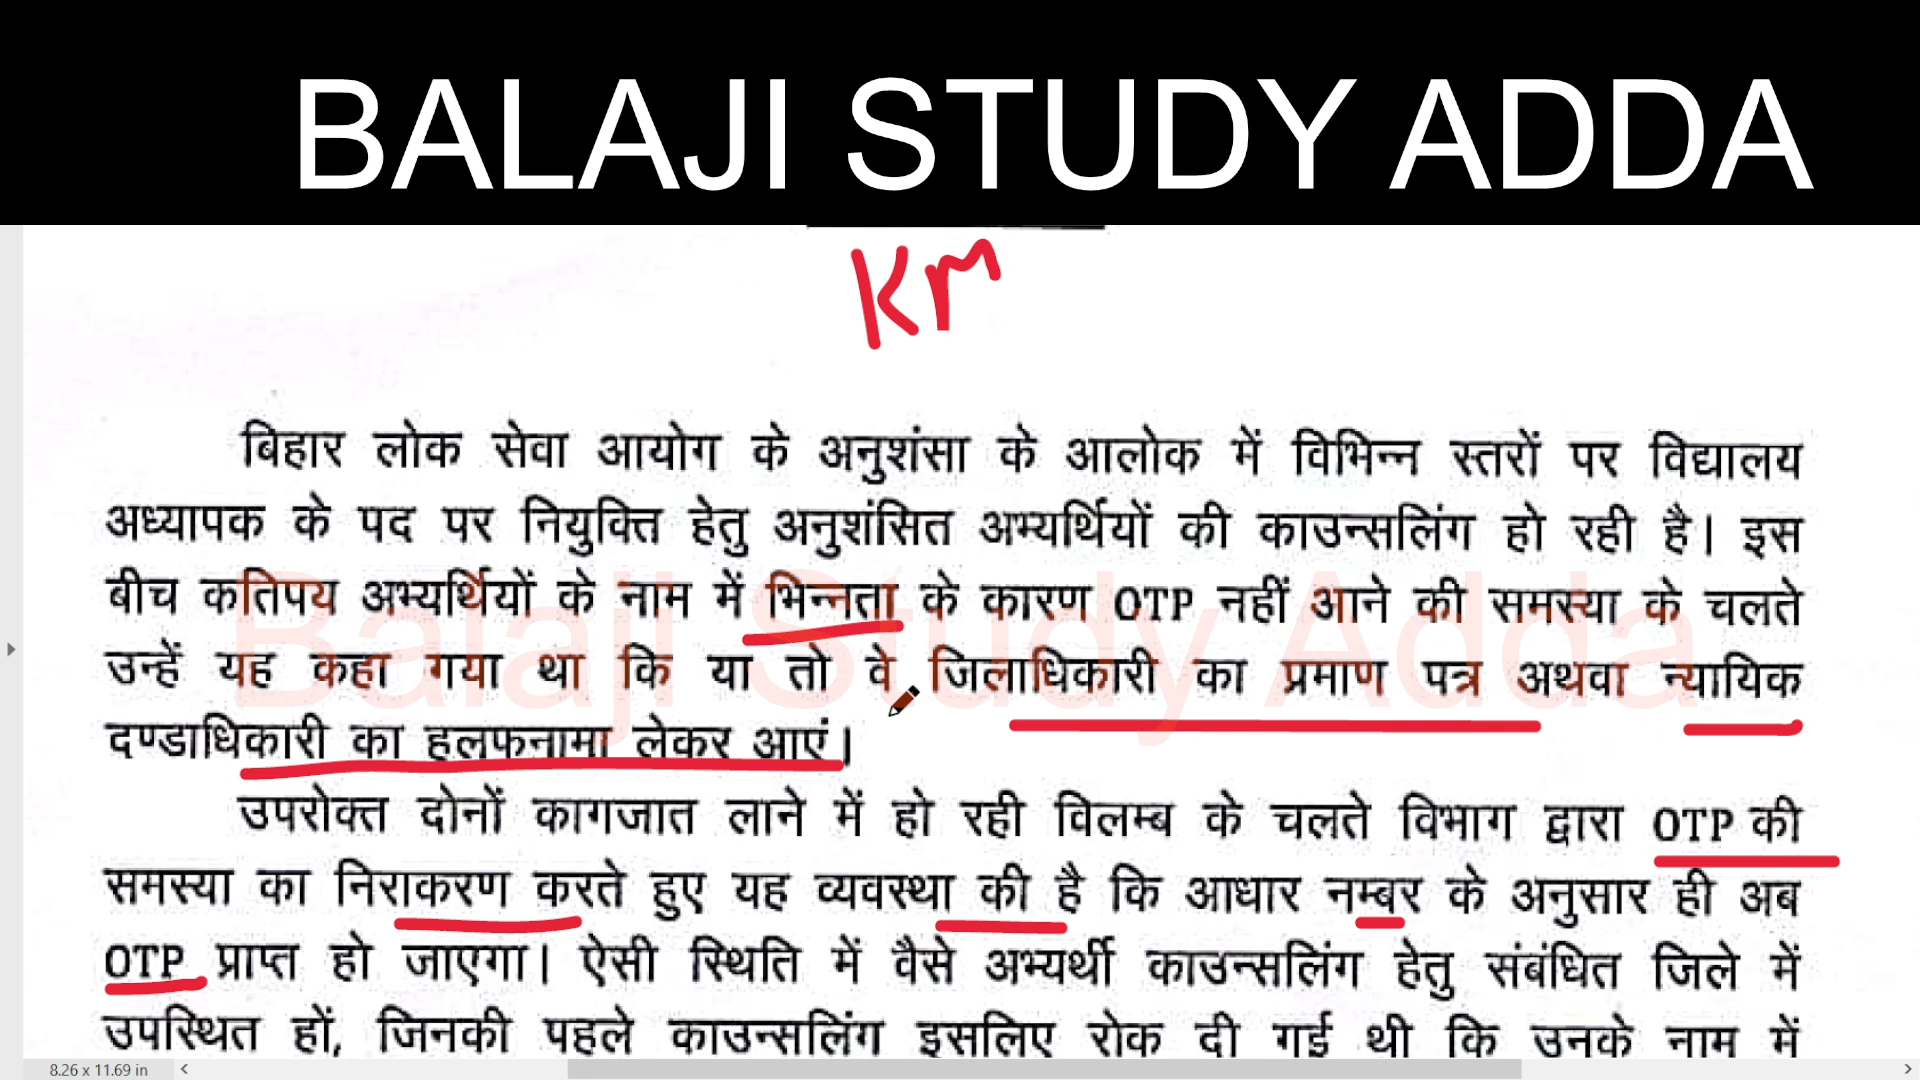 BALAJI STUDY ADDA
Km
बिहार लोक सेवा आयोग के अनुशंसा के आलोक में विभिन्न स्तरों पर विद्यालय
अध्यापक के पद पर नियुक्ति हेतु अनुशंसित अभ्यर्थियों की काउन्सलिंग हो रही है। इस
बीच कतिपय अभ्यर्थियों के नाम में भिन्नता के कारण OTP नहीं आने की समस्या के चलते
Balaji Study Adda
उन्हें यह कहा गया था कि या तो वे जिलाधिकारी का प्रमाण पत्र अथवा न्यायिक
दण्डाधिकारी का हलफनामा लेकर आएं।
उपरोक्त दोनों कागजात लाने में हो रही विलम्ब के चलते विभाग द्वारा OTP की
समस्या का निराकरण करते हुए यह व्यवस्था की है कि आधार नम्बर के अनुसार ही अब
OTP प्राप्त हो जाएगा। ऐसी स्थिति में वैसे अभ्यर्थी काउन्सलिंग हेतु संबंधित जिले में
उपस्थित हों, जिनकी पहले काउन्सलिंग इसलिए रोक दी गई थी कि उनके नाम में
8.26 x 11.69 in